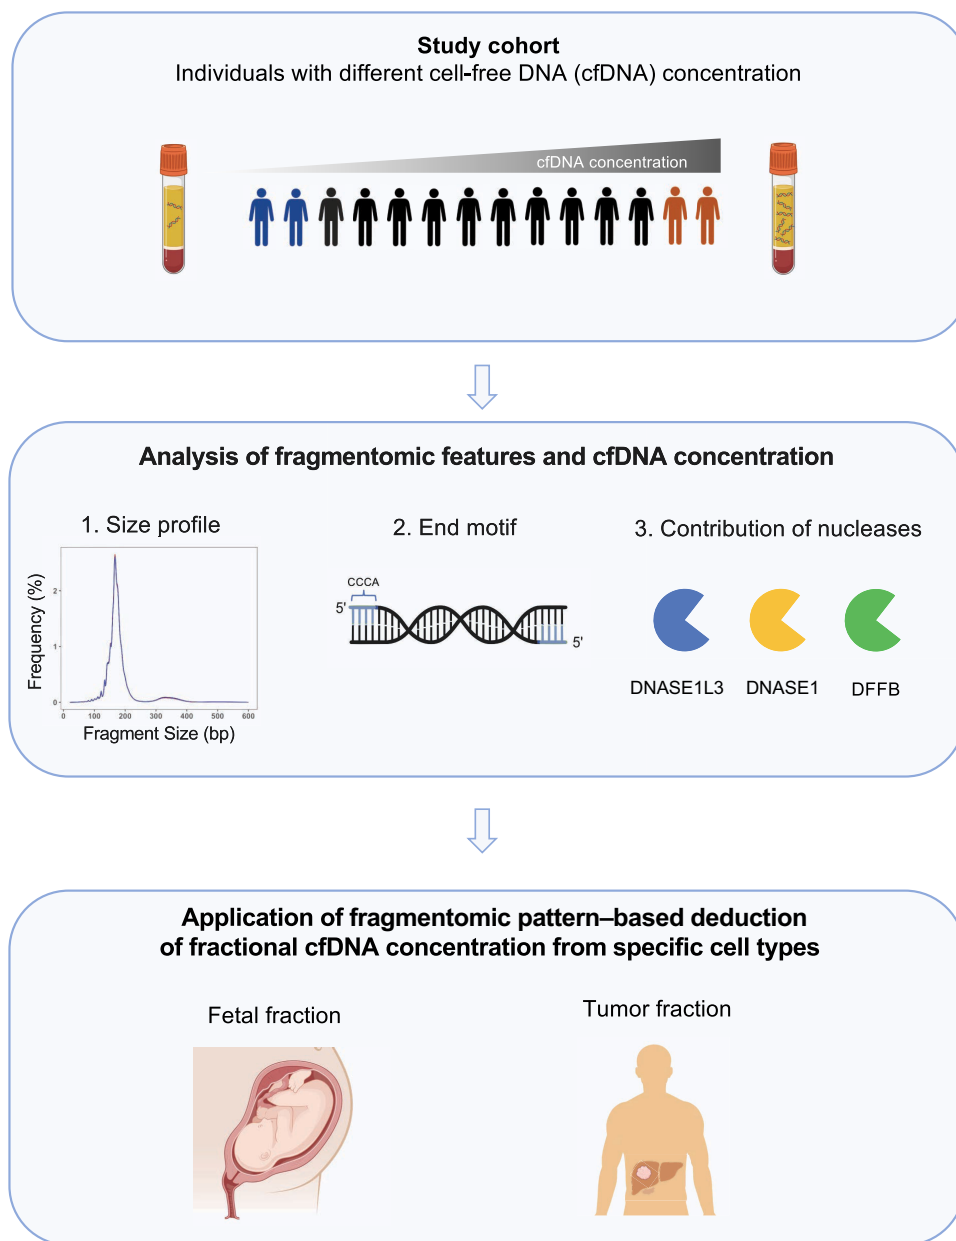 Study cohort
Individuals with different cell-free DNA (cfDNA) concentration
cfDNA concentration
Analysis of fragmentomic features and cfDNA concentration
1. Size profile
2. End motif
3. Contribution of nucleases
Frequency (%)
2
1
0
0 100 200 300 400 500 600
Fragment Size (bp)
CCCA
5'
5'
DNASE1L3
DNASE1
DFFB
Application of fragmentomic pattern–based deduction
of fractional cfDNA concentration from specific cell types
Fetal fraction
Tumor fraction